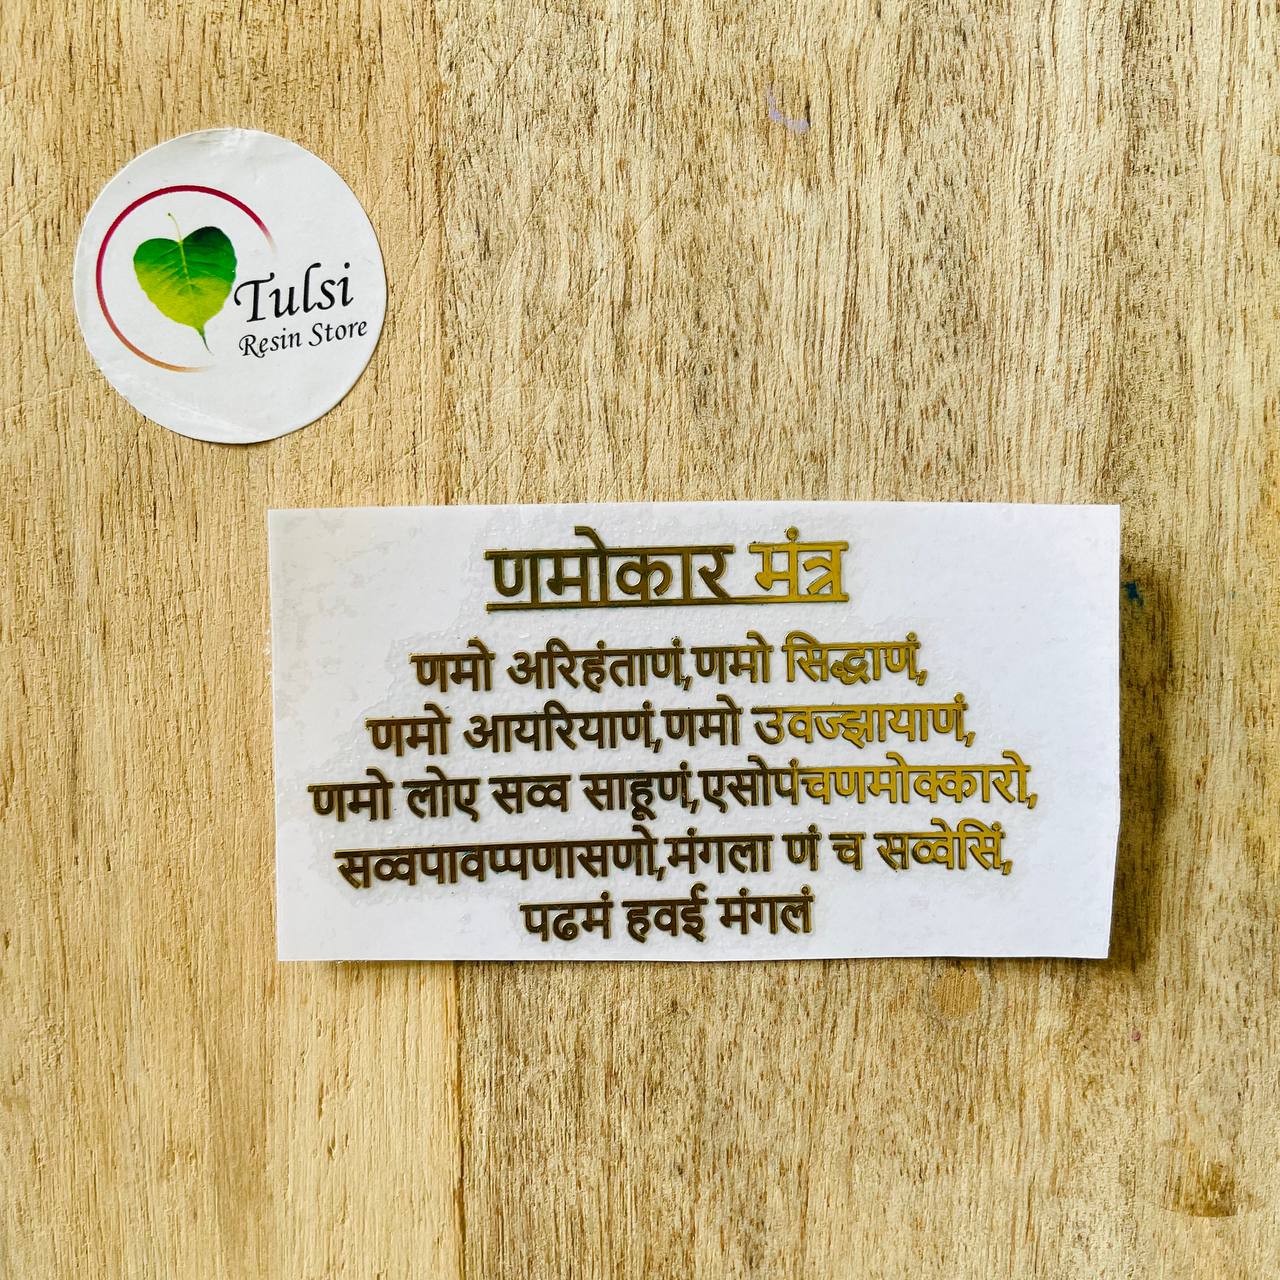 Tulsi
Resin Store
णमोकार मंत्र
णमो अरिहंताणं,णमो सिद्धाणं,
णमो आयरियाणं,णमो उवज्झायाणं,
णमो लोए सव्व साहूणं,एसोपंचणमोक्कारो,
सव्वपावप्पणासणो,मंगला णं च सव्वेसिं,
पढमं हवई मंगलं